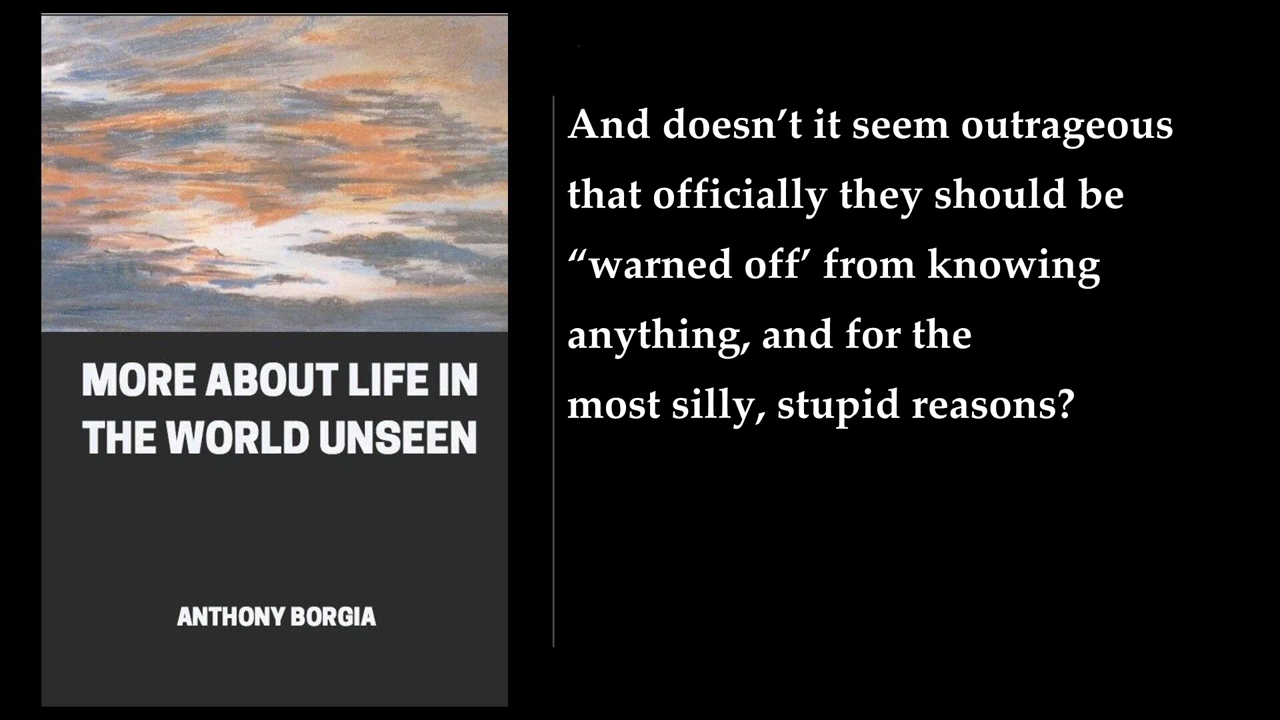 MORE ABOUT LIFE IN
THE WORLD UNSEEN
ANTHONY BORGIA
And doesn’t it seem outrageous
that officially they should be
“warned off’ from knowing
anything, and for the
most silly, stupid reasons?